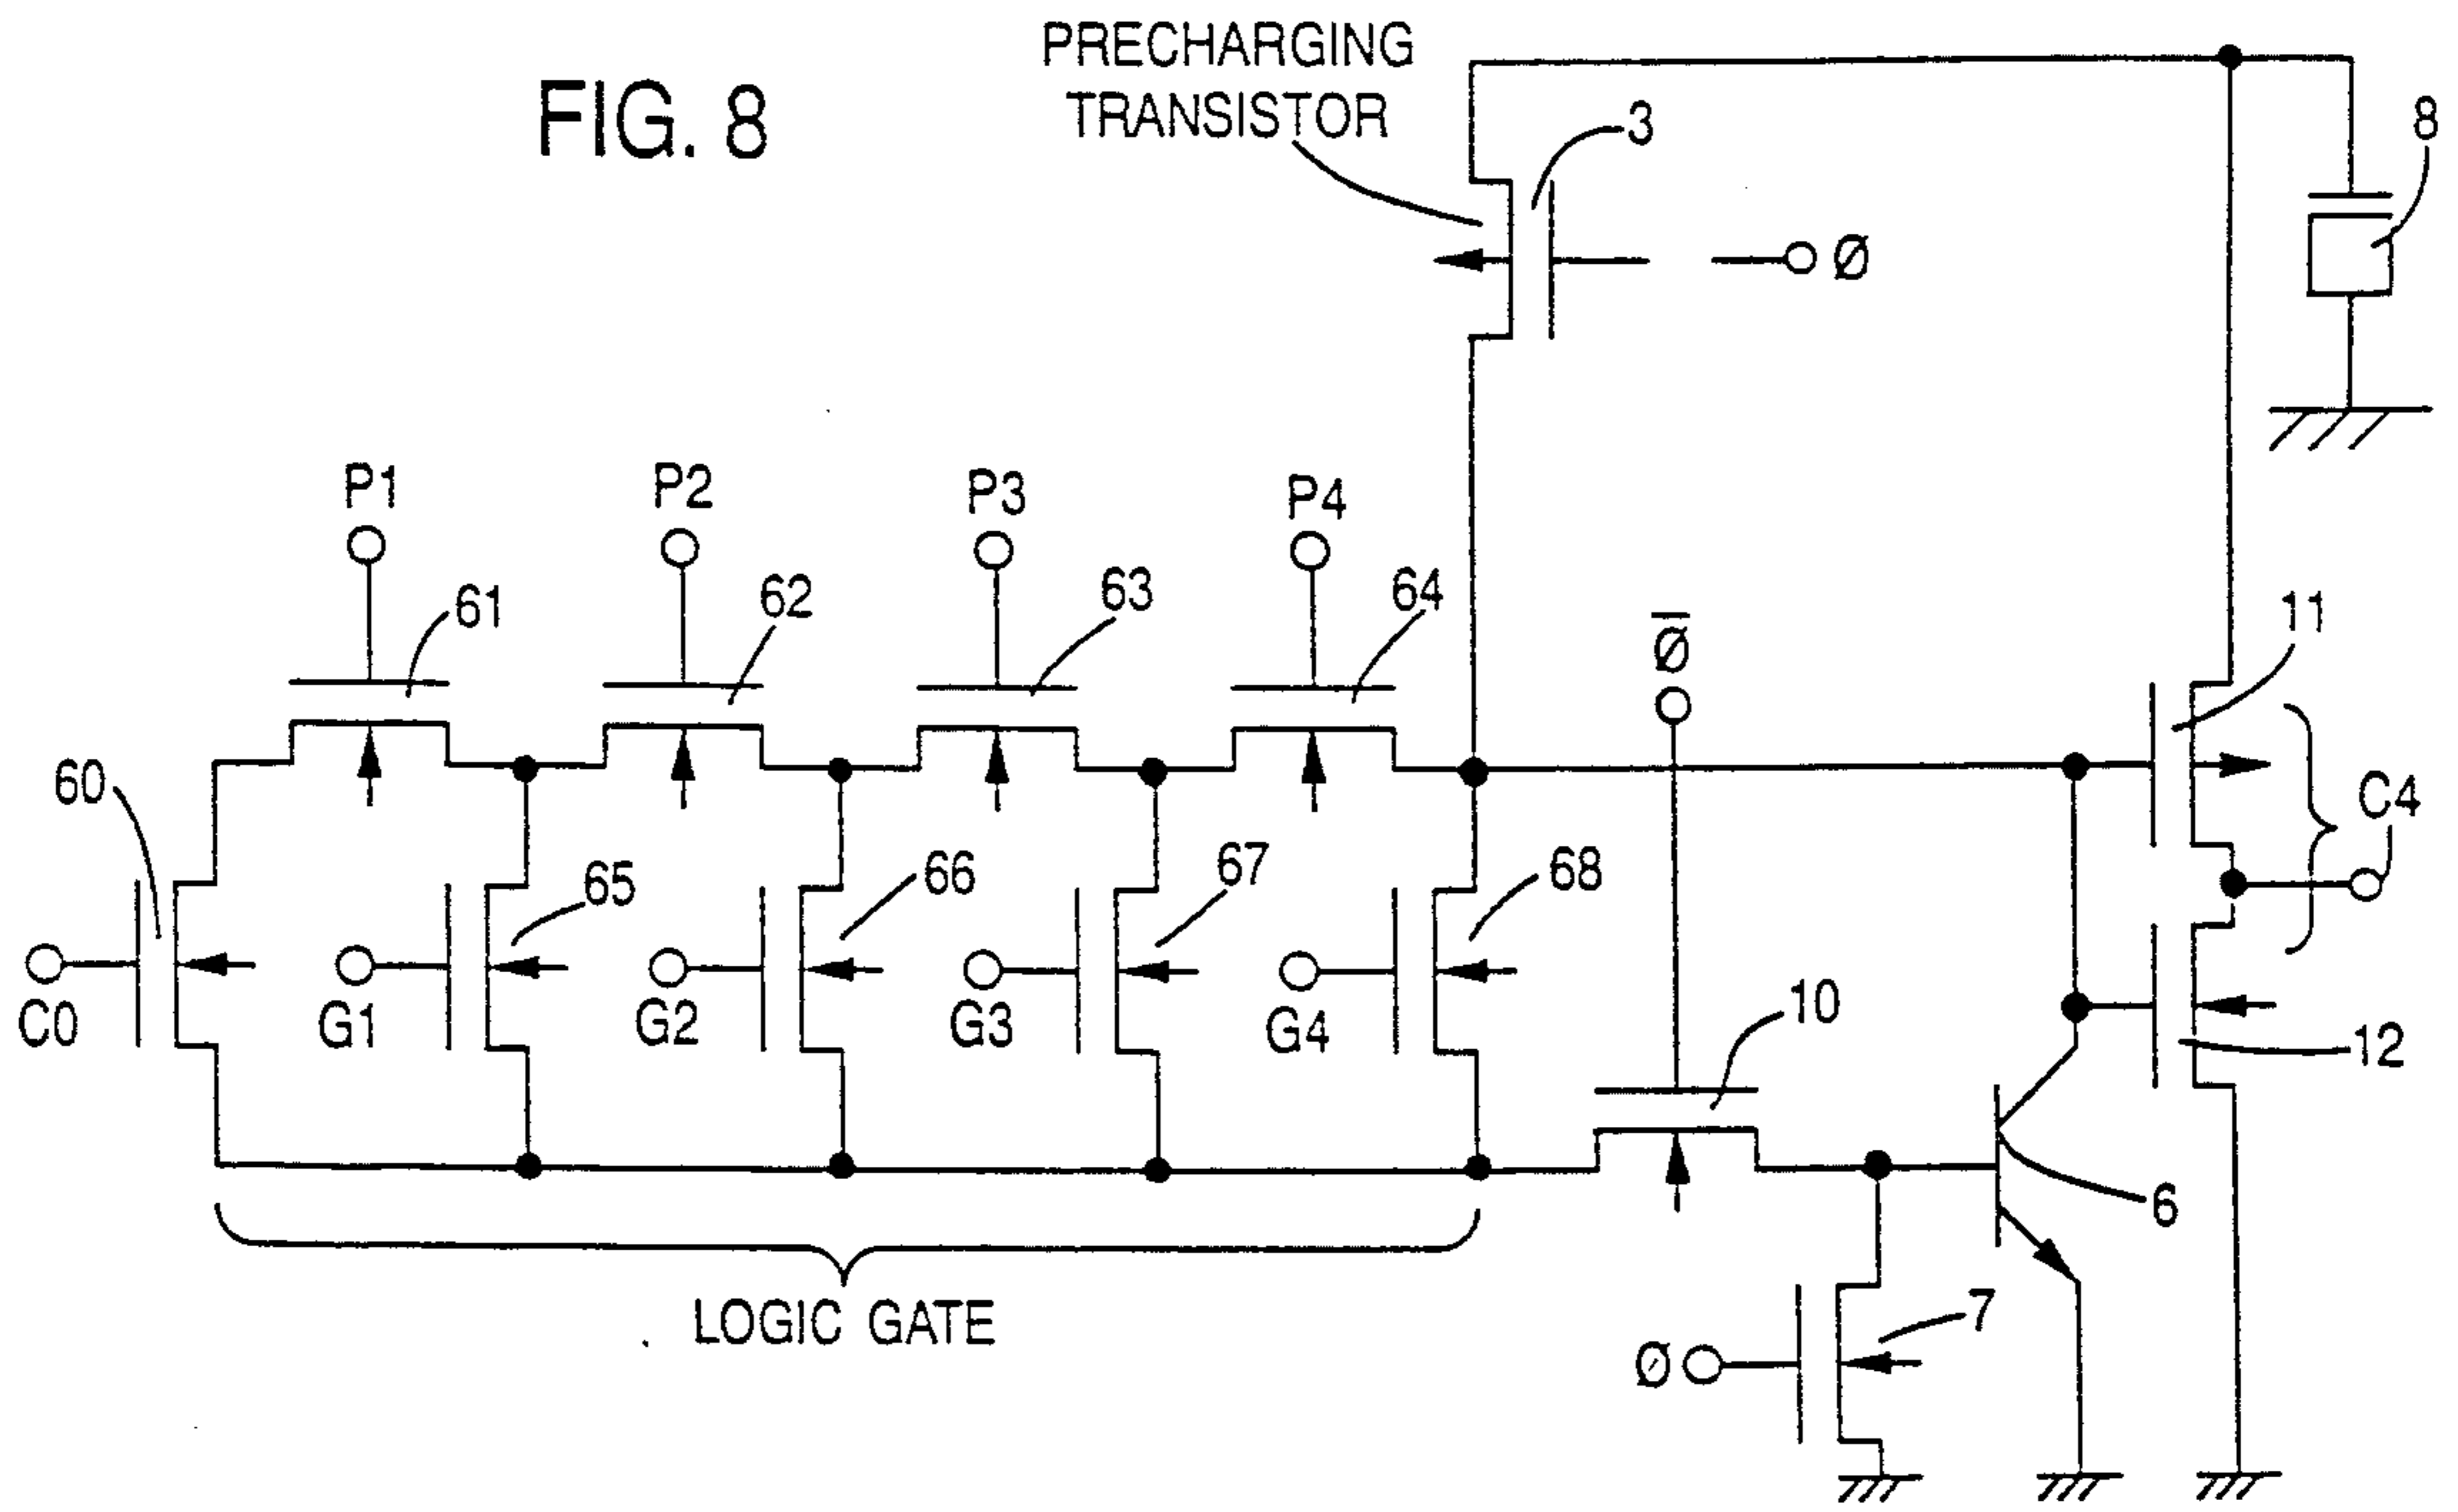 FIG. 8
PRECHARGING
TRANSISTOR
3
8
Ø
P1
P2
P3
P4
61
62
63
64
Ø̅
11
60
65
66
67
68
C4
C0
G1
G2
G3
G4
10
12
6
LOGIC GATE
7
Ø